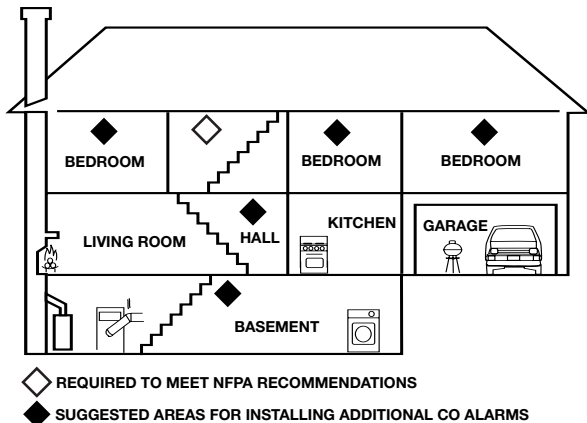 BEDROOM
BEDROOM
BEDROOM
LIVING ROOM
HALL
KITCHEN
GARAGE
BASEMENT
REQUIRED TO MEET NFPA RECOMMENDATIONS
SUGGESTED AREAS FOR INSTALLING ADDITIONAL CO ALARMS